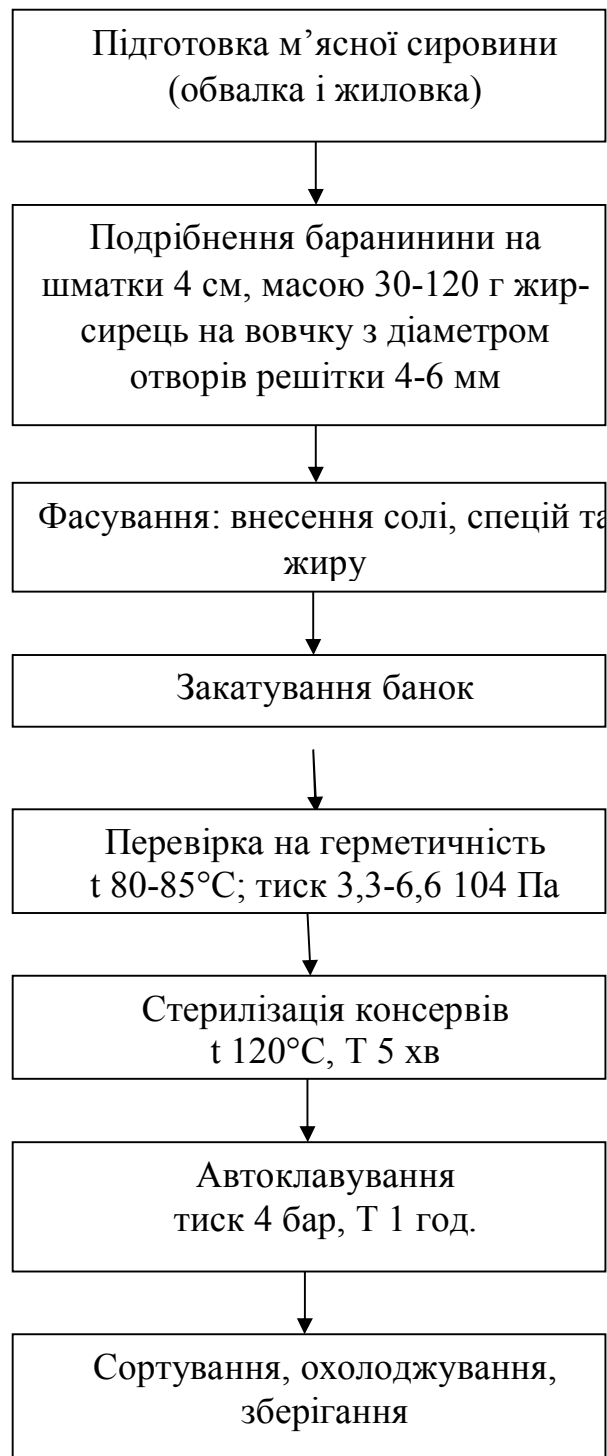 Підготовка м’ясної сировини
(обвалка і жиловка)
Подрібнення баранинини на
шматки 4 см, масою 30-120 г жир-
сирець на вовчку з діаметром
отворів решітки 4-6 мм
Фасування: внесення солі, спецій та
жиру
Закатування банок
Перевірка на герметичність
t 80-85°С; тиск 3,3-6,6 104 Па
Стерилізація консервів
t 120°С, Т 5 хв
Автоклавування
тиск 4 бар, Т 1 год.
Сортування, охолоджування,
зберігання